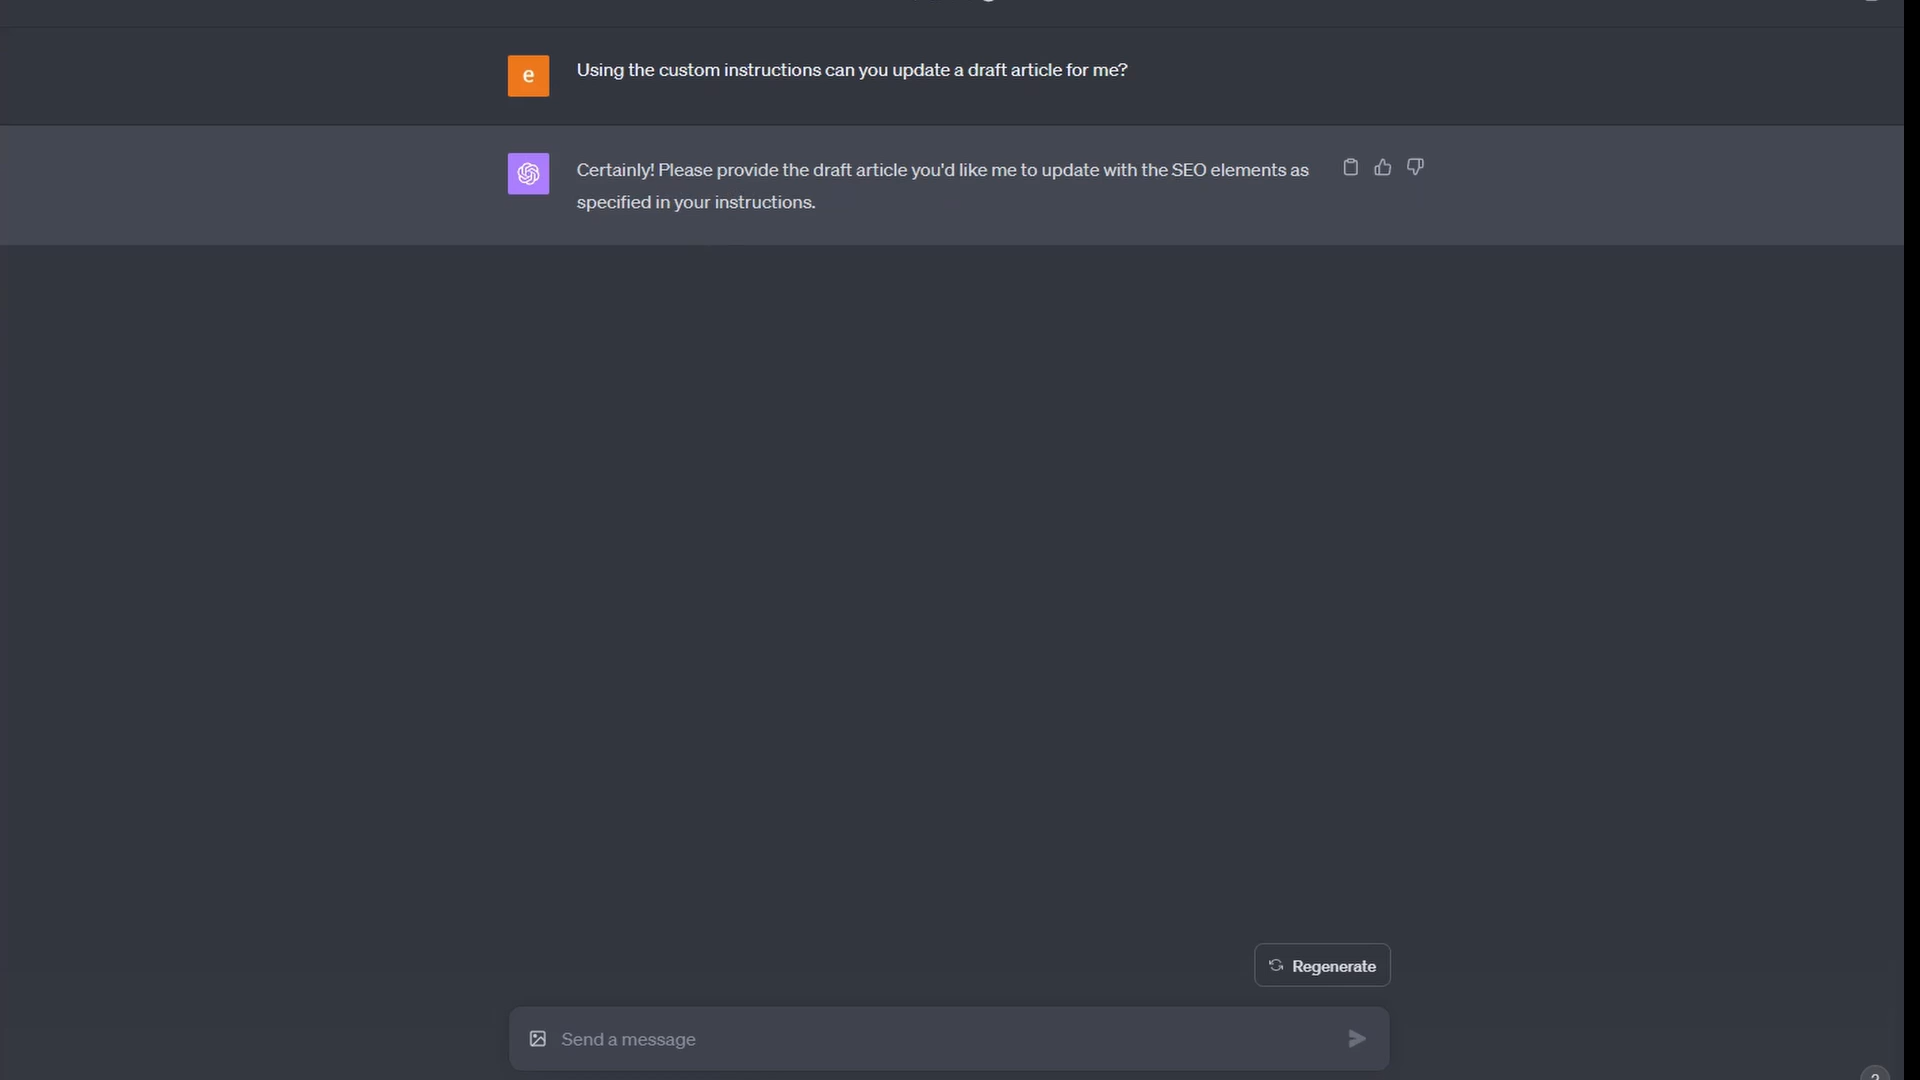 e
Using the custom instructions can you update a draft article for me?
Certainly! Please provide the draft article you'd like me to update with the SEO elements as
specified in your instructions.
Regenerate
Send a message